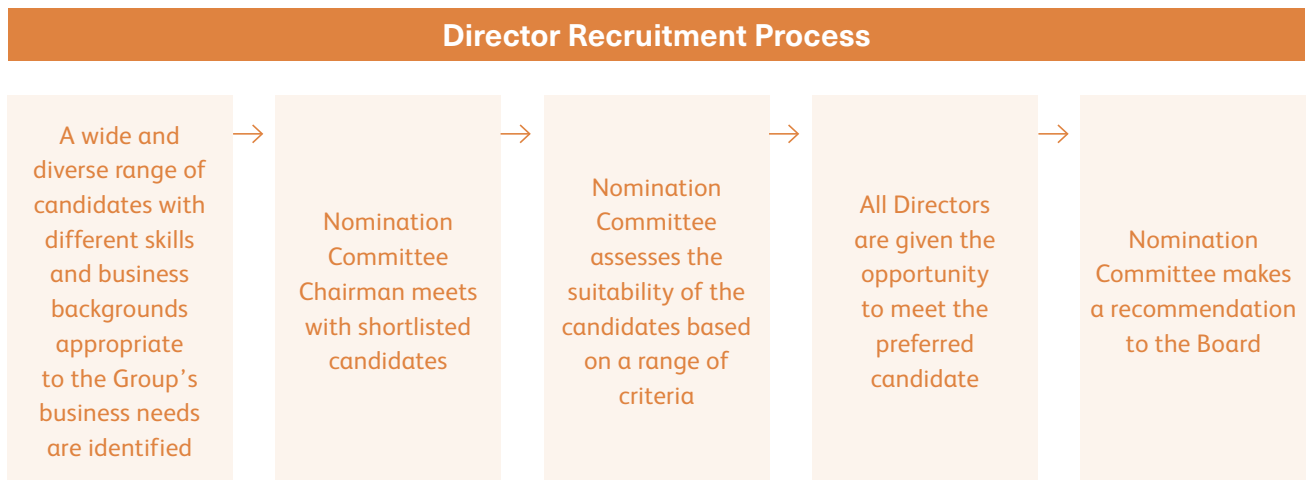 Director Recruitment Process
A wide and
diverse range of
candidates with
different skills
and business
backgrounds
appropriate
to the Group’s
business needs
are identified
Nomination
Committee
Chairman meets
with shortlisted
candidates
Nomination
Committee
assesses the
suitability of the
candidates based
on a range of
criteria
All Directors
are given the
opportunity
to meet the
preferred
candidate
Nomination
Committee makes
a recommendation
to the Board